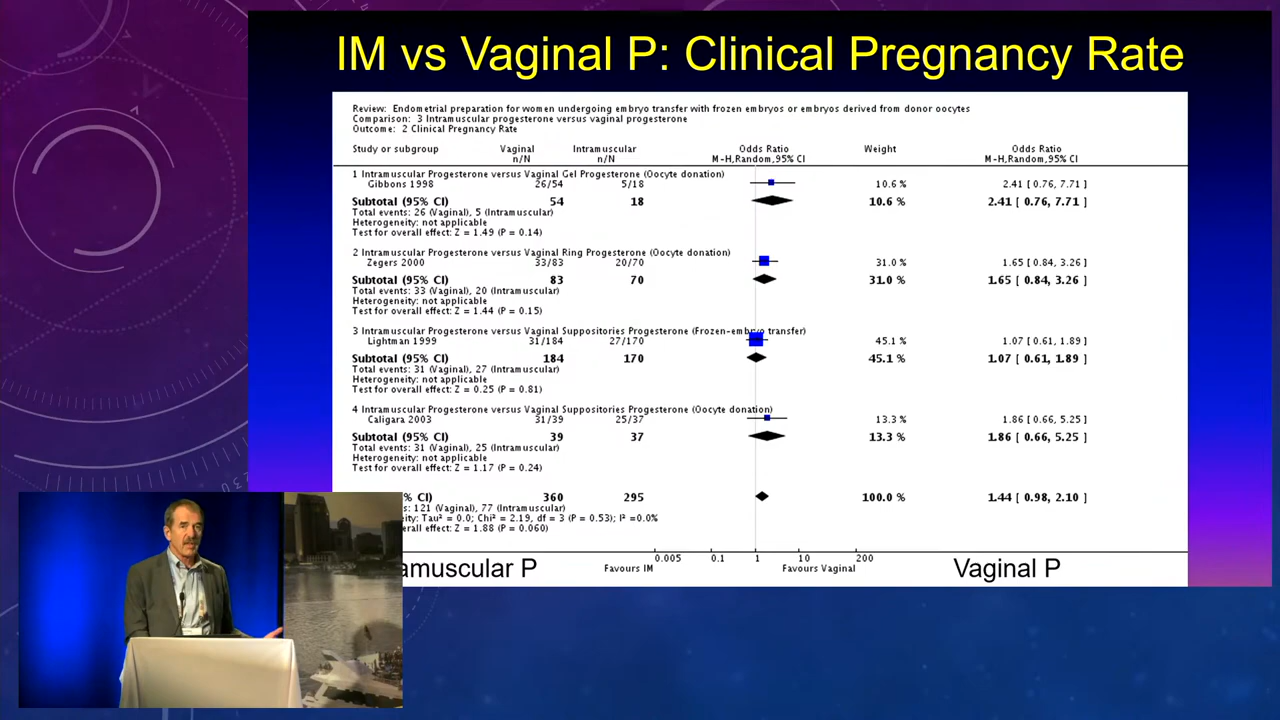 IM vs Vaginal P: Clinical Pregnancy Rate
Review: Endometrial preparation for women undergoing embryo transfer with frozen embryos or embryos derived from donor oocytes
Comparison: 3 Intramuscular progesterone versus vaginal progesterone
Outcome: 2 Clinical Pregnancy Rate
Study or subgroup Vaginal Intramuscular Odds Ratio Weight Odds Ratio
n/N n/N M-H,Random,95% CI M-H,Random,95% CI
1 Intramuscular Progesterone versus Vaginal Gel Progesterone (Oocyte donation)
Gibbons 1998 26/54 5/18 10.6 % 2.41 [ 0.76, 7.71 ]
Subtotal (95% CI) 54 18 10.6 % 2.41 [ 0.76, 7.71 ]
Total events: 26 (Vaginal), 5 (Intramuscular)
Heterogeneity: not applicable
Test for overall effect: Z = 1.49 (P = 0.14)
2 Intramuscular Progesterone versus Vaginal Ring Progesterone (Oocyte donation)
Zegers 2000 33/83 20/70 31.0 % 1.65 [ 0.84, 3.26 ]
Subtotal (95% CI) 83 70 31.0 % 1.65 [ 0.84, 3.26 ]
Total events: 33 (Vaginal), 20 (Intramuscular)
Heterogeneity: not applicable
Test for overall effect: Z = 1.44 (P = 0.15)
3 Intramuscular Progesterone versus Vaginal Suppositories Progesterone (Frozen-embryo transfer)
Lightman 1999 31/184 27/170 45.1 % 1.07 [ 0.61, 1.89 ]
Subtotal (95% CI) 184 170 45.1 % 1.07 [ 0.61, 1.89 ]
Total events: 31 (Vaginal), 27 (Intramuscular)
Heterogeneity: not applicable
Test for overall effect: Z = 0.25 (P = 0.81)
4 Intramuscular Progesterone versus Vaginal Suppositories Progesterone (Oocyte donation)
Caligara 2003 31/39 25/37 13.3 % 1.86 [ 0.66, 5.25 ]
Subtotal (95% CI) 39 37 13.3 % 1.86 [ 0.66, 5.25 ]
Total events: 31 (Vaginal), 25 (Intramuscular)
Heterogeneity: not applicable
Test for overall effect: Z = 1.17 (P = 0.24)
CI) 360 295 100.0 % 1.44 [ 0.98, 2.10 ]
: 121 (Vaginal), 77 (Intramuscular)
Tau² = 0.0; Chi² = 2.19, df = 3 (P = 0.53); I² =0.0%
effect: Z = 1.88 (P = 0.060)
0.005 0.1 1 10 200
amuscular P Favours IM Favours Vaginal Vaginal P